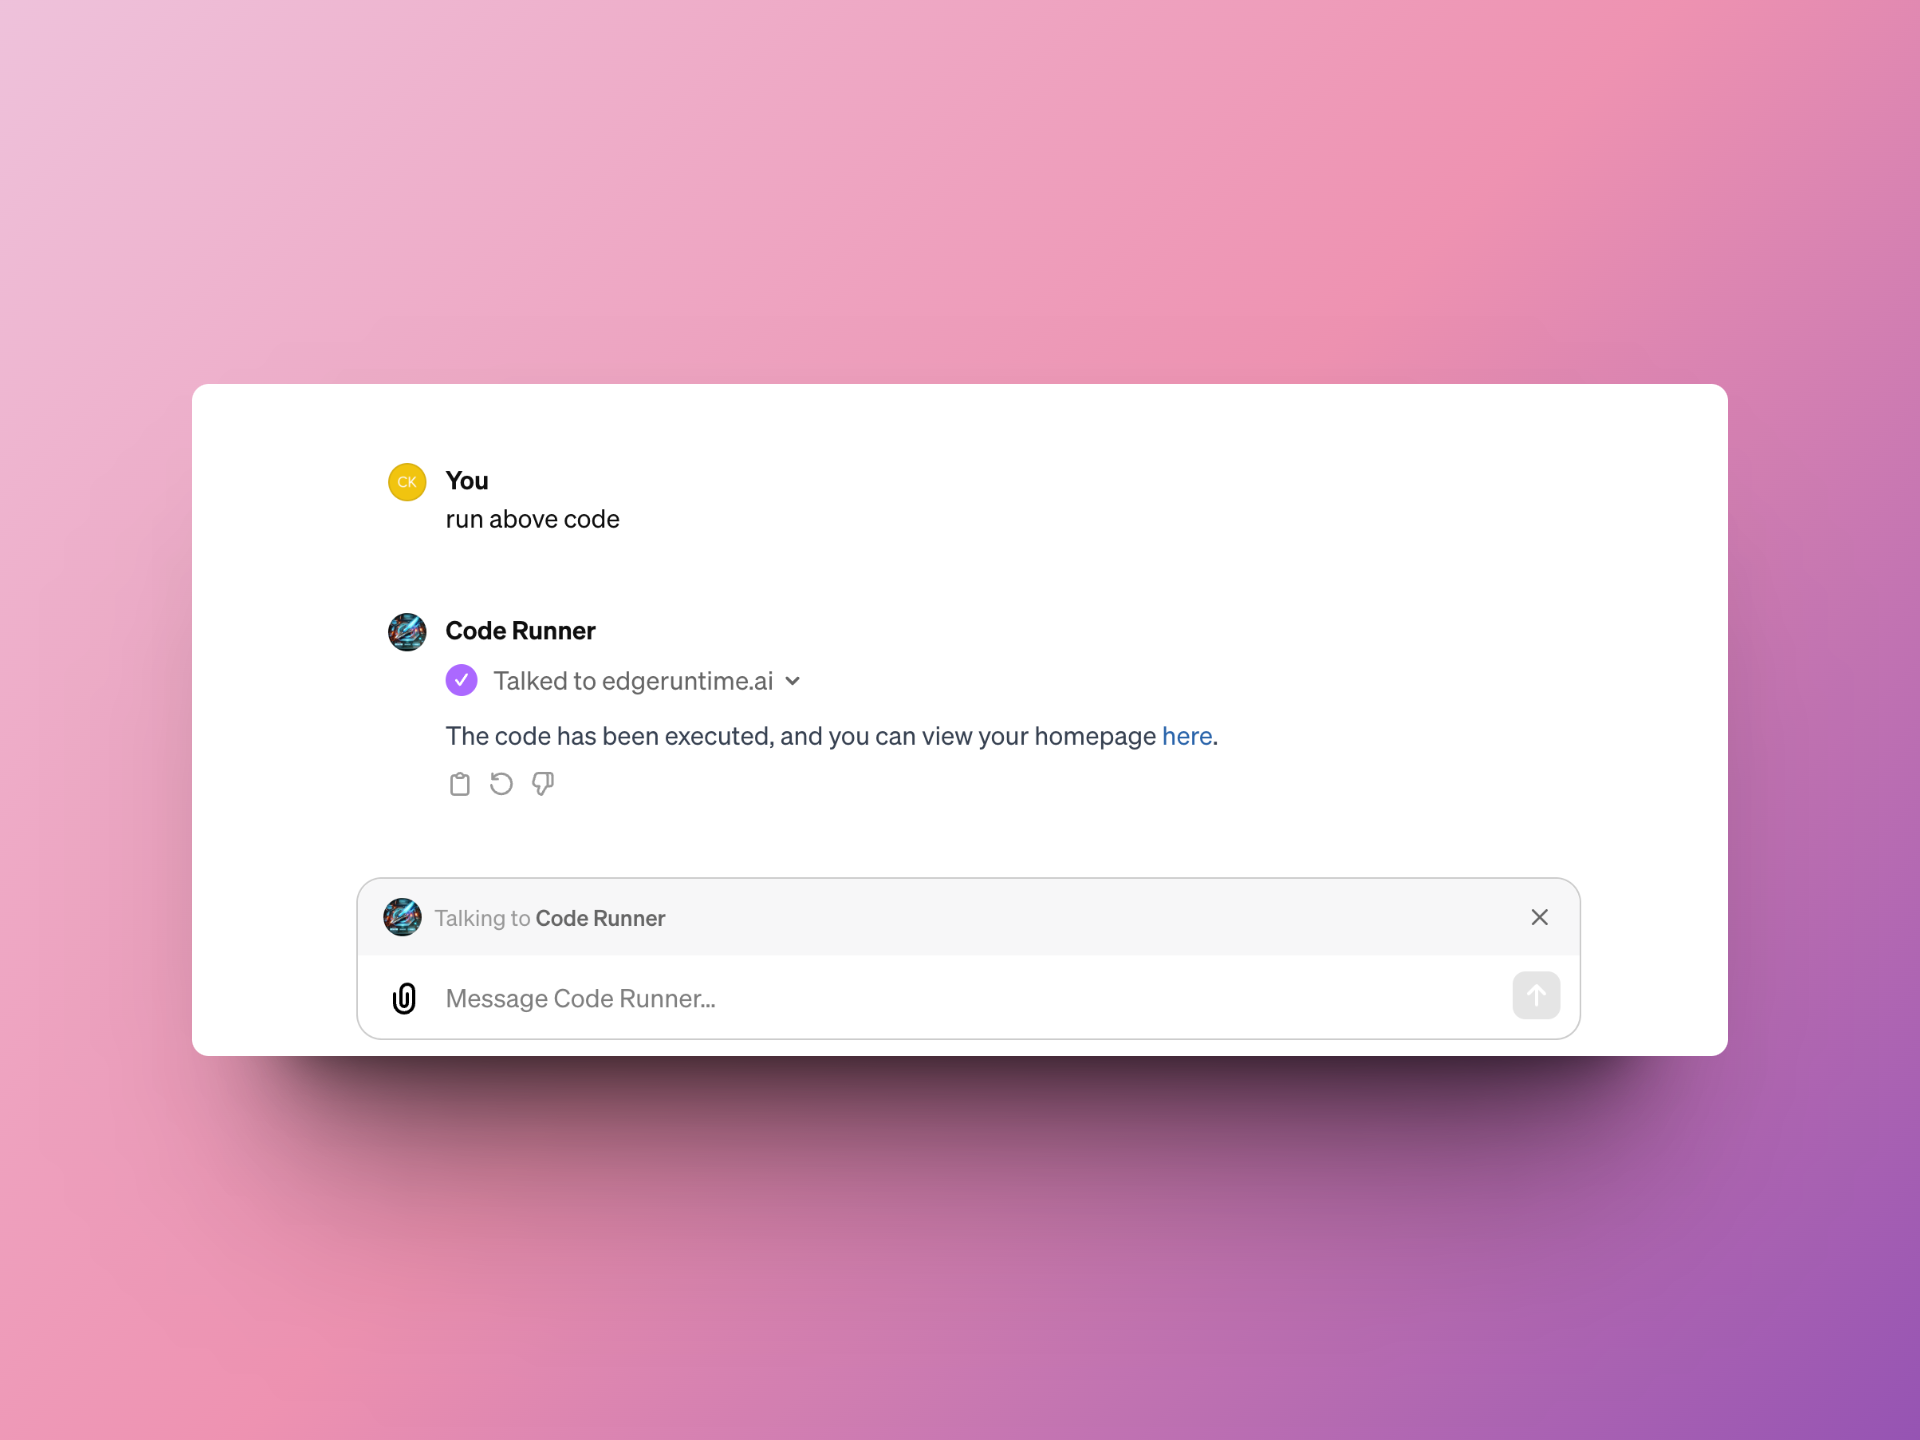 CK
You
run above code
Code Runner
Talked to edgeruntime.ai
The code has been executed, and you can view your homepage here.
Talking to Code Runner
Message Code Runner...